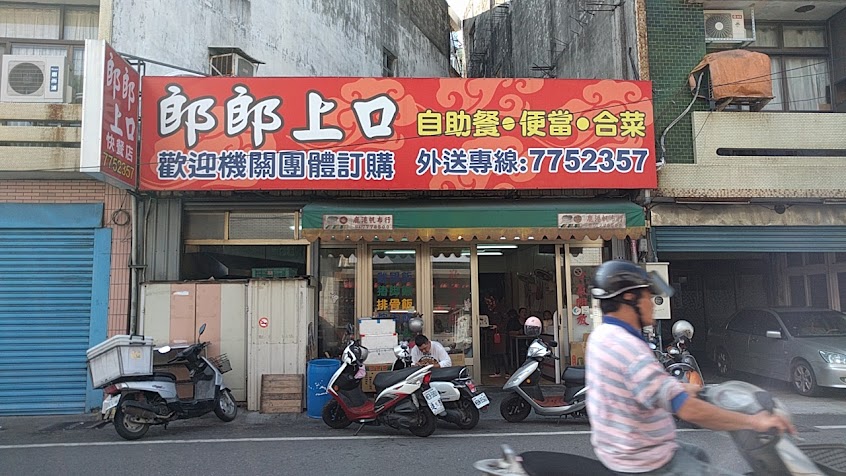 郎郎上口
快餐店
7752357
郎郎上口
自助餐●便當●合菜
歡迎機關團體訂購
外送專線:7752357
排骨飯